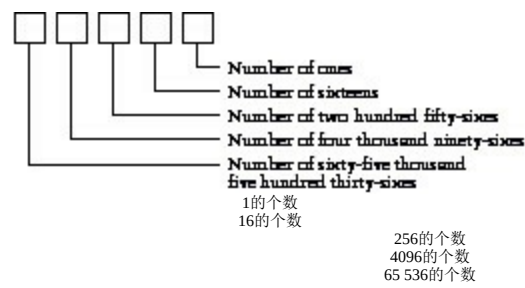 Number of ones
Number of sixteens
Number of two hundred fifty-sixes
Number of four thousand ninety-sixes
Number of sixty-five thousand
five hundred thirty-sixes
1的个数
16的个数
256的个数
4096的个数
65 536的个数